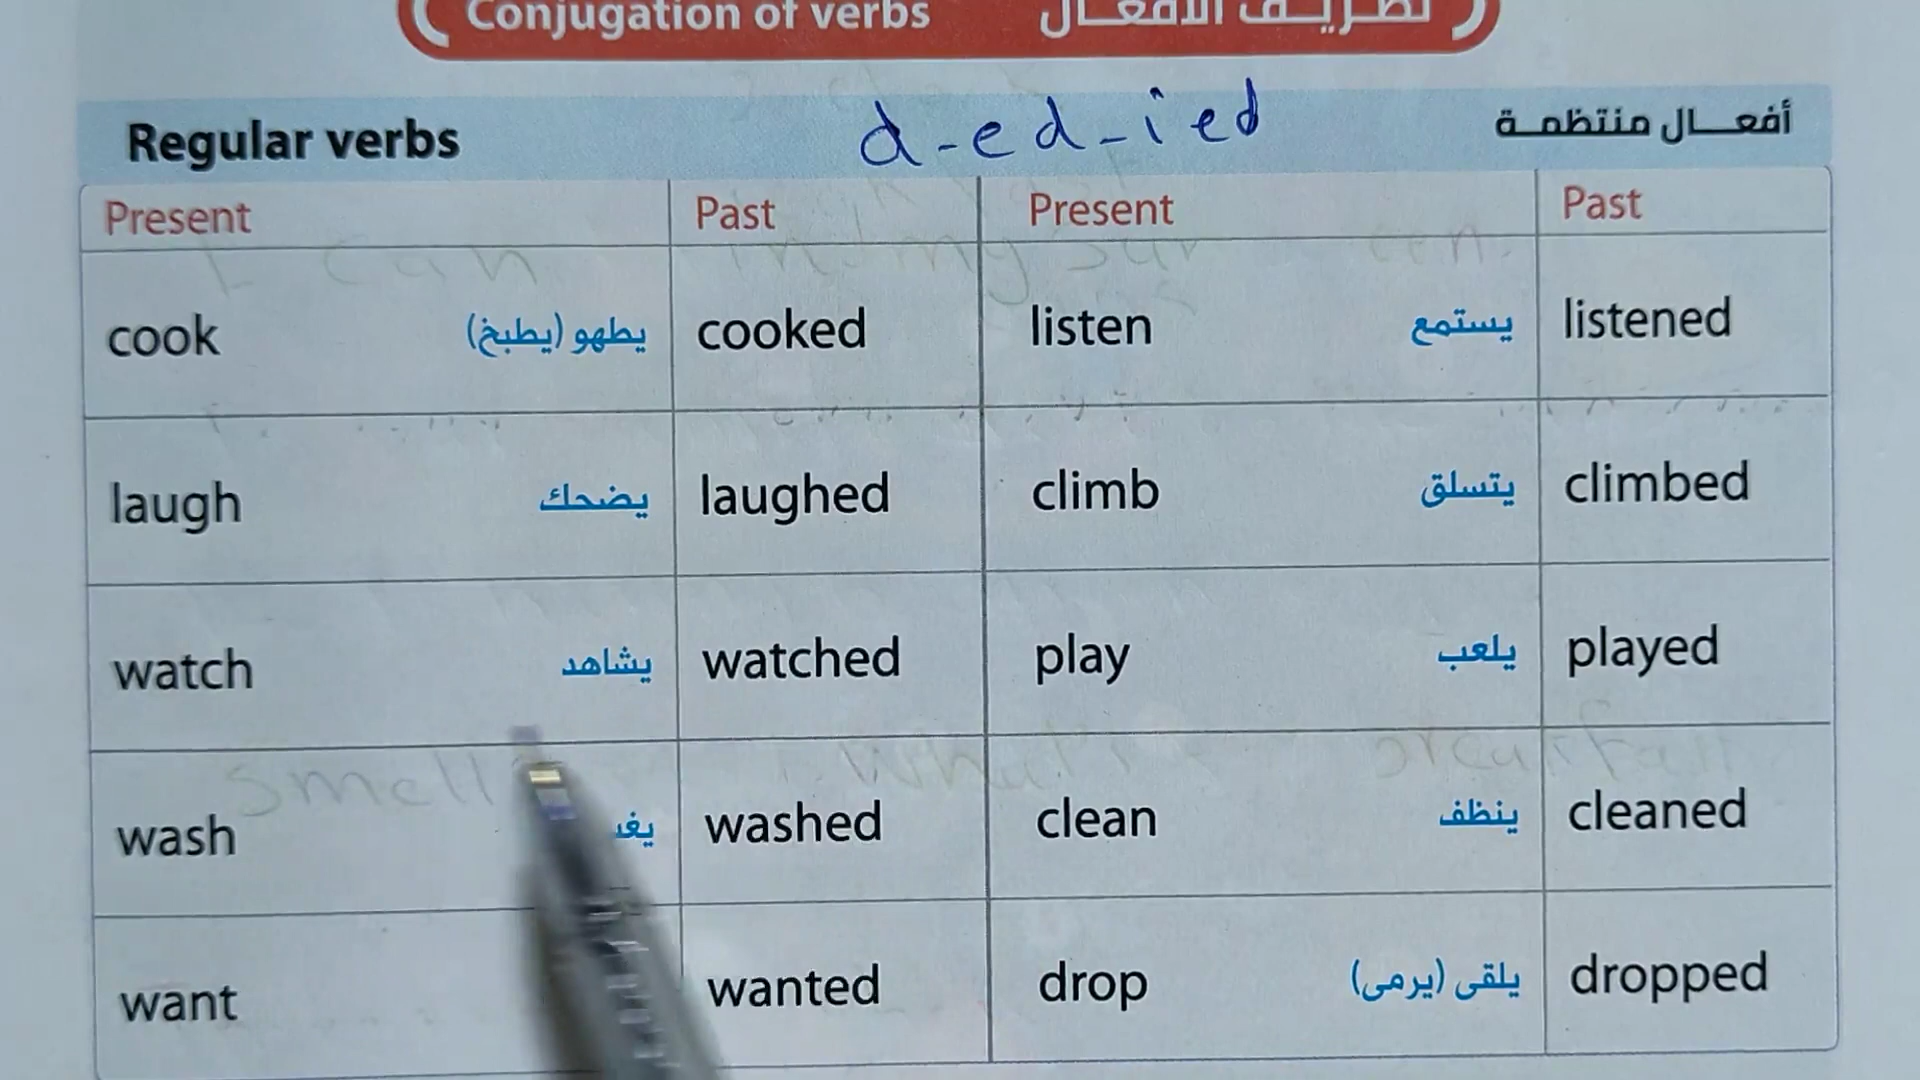 Conjugation of verbs تصريف الأفعال
Regular verbs d-ed-ied أفعال منتظمة
Present Past Present Past
cook يطهو (يطبخ) cooked listen يستمع listened
laugh يضحك laughed climb يتسلق climbed
watch يشاهد watched play يلعب played
wash washed clean ينظف cleaned
want wanted drop يلقى (يرمى) dropped